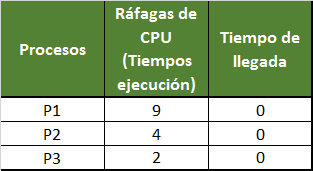 Procesos Ráfagas de CPU (Tiempos ejecución) Tiempo de llegada
P1 9 0
P2 4 0
P3 2 0